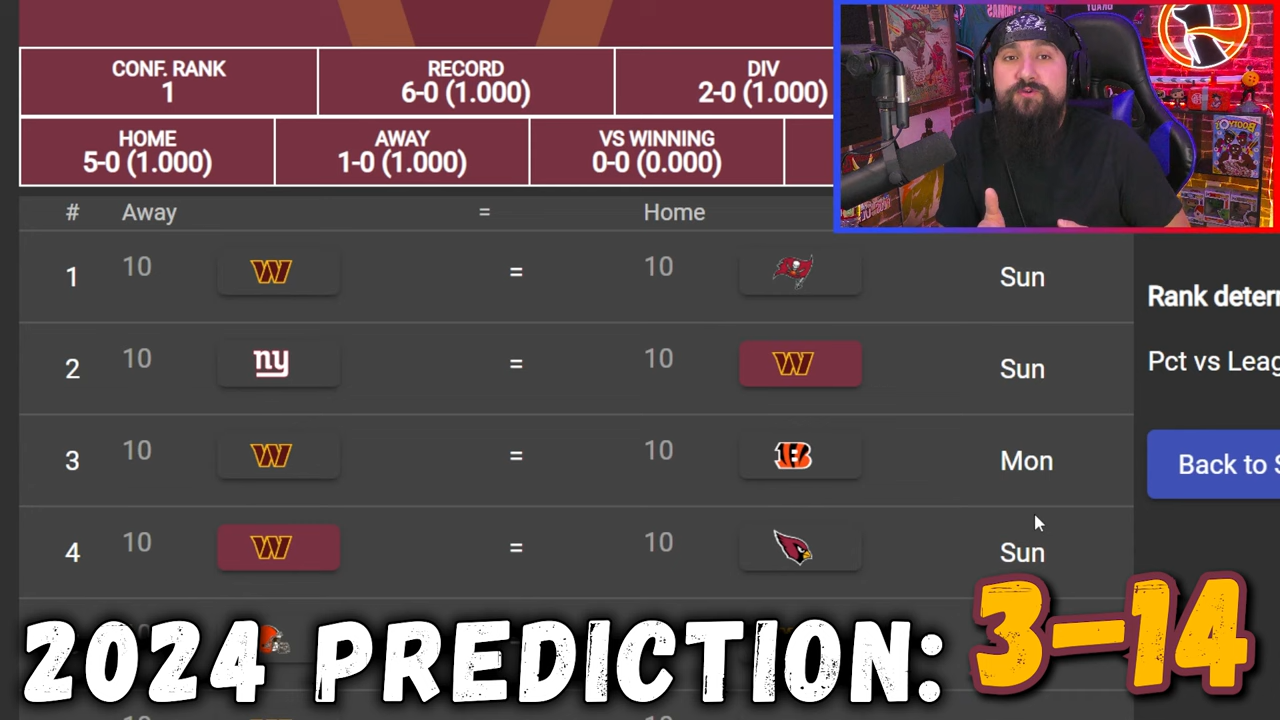 CONF. RANK
1
RECORD
6-0 (1.000)
DIV
2-0 (1.000)
HOME
5-0 (1.000)
AWAY
1-0 (1.000)
VS WINNING
0-0 (0.000)
# Away = Home
1 10 W = 10 Sun
2 10 ny = 10 W Sun
3 10 W = 10 B Mon
4 10 W = 10 Sun
Rank deter
Pct vs Leag
Back to S
10
2024 PREDICTION: 3-14